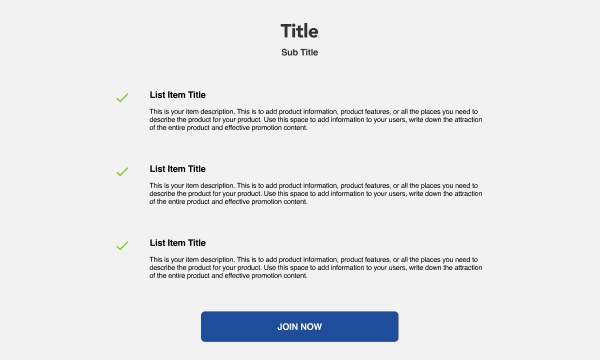 Title
Sub Title
List Item Title
This is your item description. This is to add product information, product features, or all the places you need to
describe the product for your product. Use this space to add information to your users, write down the attraction
of the entire product and effective promotion content.
List Item Title
This is your item description. This is to add product information, product features, or all the places you need to
describe the product for your product. Use this space to add information to your users, write down the attraction
of the entire product and effective promotion content.
List Item Title
This is your item description. This is to add product information, product features, or all the places you need to
describe the product for your product. Use this space to add information to your users, write down the attraction
of the entire product and effective promotion content.
JOIN NOW